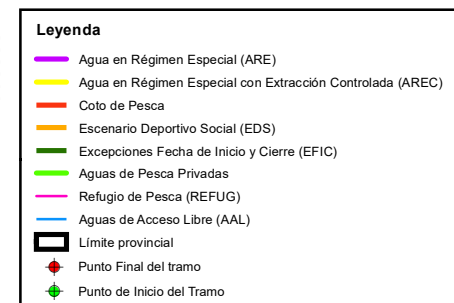 Leyenda
Agua en Régimen Especial (ARE)
Agua en Régimen Especial con Extracción Controlada (AREC)
Coto de Pesca
Escenario Deportivo Social (EDS)
Excepciones Fecha de Inicio y Cierre (EFIC)
Aguas de Pesca Privadas
Refugio de Pesca (REFUG)
Aguas de Acceso Libre (AAL)
Límite provincial
Punto Final del tramo
Punto de Inicio del Tramo